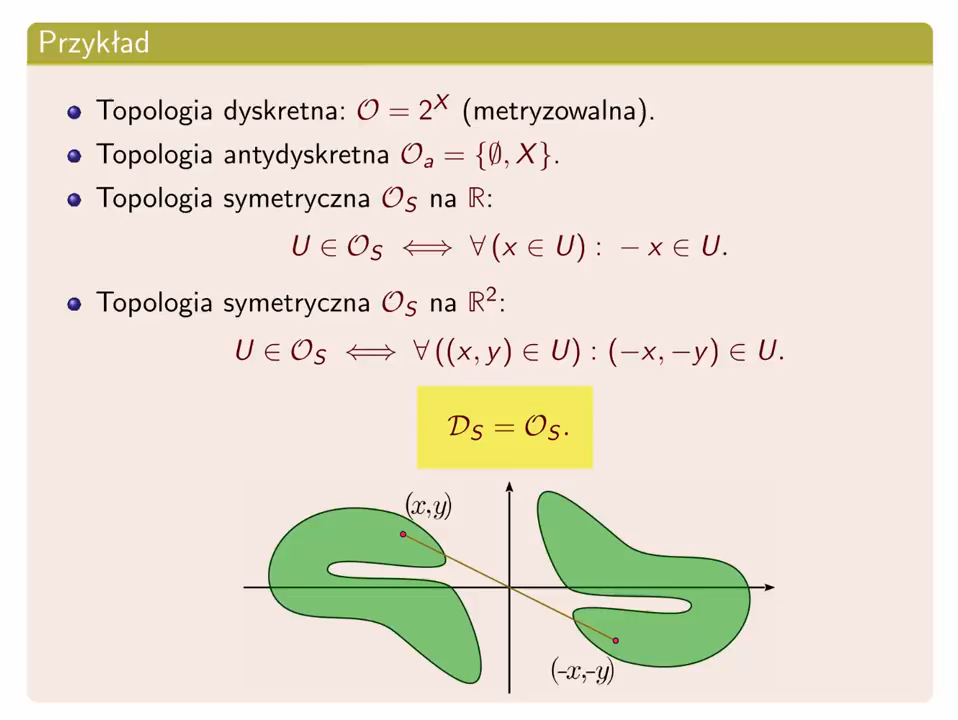 Przykład
Topologia dyskretna: 𝒪 = 2^X (metryzowalna).
Topologia antydyskretna 𝒪_a = {∅, X}.
Topologia symetryczna 𝒪_S na ℝ:
U ∈ 𝒪_S ⟺ ∀ (x ∈ U) : − x ∈ U.
Topologia symetryczna 𝒪_S na ℝ²:
U ∈ 𝒪_S ⟺ ∀ ((x, y) ∈ U) : (−x, −y) ∈ U.
𝒟_S = 𝒪_S.
(x,y)
(-x,-y)